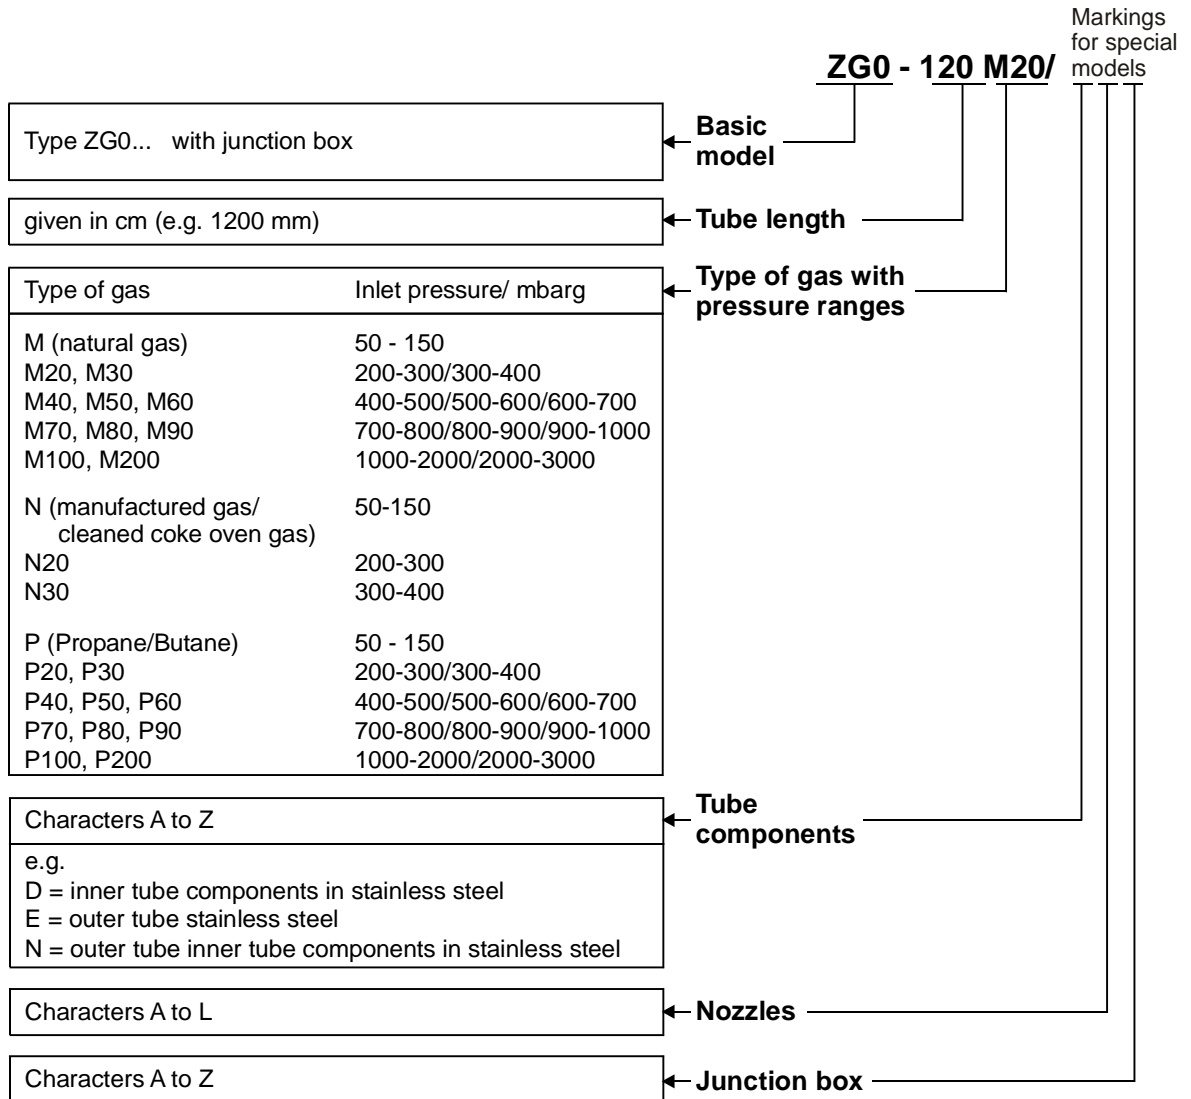 Markings
for special
models
ZG0 - 120 M20/
Type ZG0... with junction box
Basic
model
given in cm (e.g. 1200 mm)
Tube length
Type of gas Inlet pressure/ mbarg
Type of gas with
pressure ranges
M (natural gas) 50 - 150
M20, M30 200-300/300-400
M40, M50, M60 400-500/500-600/600-700
M70, M80, M90 700-800/800-900/900-1000
M100, M200 1000-2000/2000-3000
N (manufactured gas/ 50-150
cleaned coke oven gas)
N20 200-300
N30 300-400
P (Propane/Butane) 50 - 150
P20, P30 200-300/300-400
P40, P50, P60 400-500/500-600/600-700
P70, P80, P90 700-800/800-900/900-1000
P100, P200 1000-2000/2000-3000
Characters A to Z
Tube
components
e.g.
D = inner tube components in stainless steel
E = outer tube stainless steel
N = outer tube inner tube components in stainless steel
Characters A to L
Nozzles
Characters A to Z
Junction box